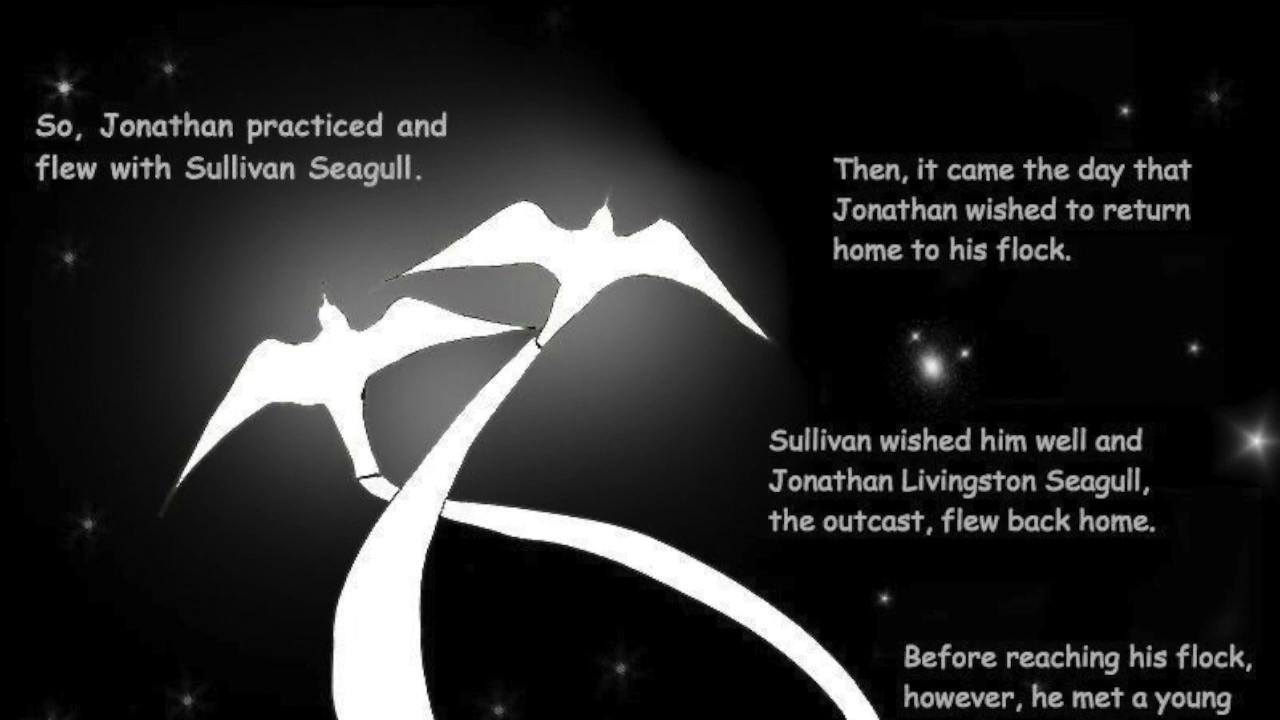 So, Jonathan practiced and
flew with Sullivan Seagull.
Then, it came the day that
Jonathan wished to return
home to his flock.
Sullivan wished him well and
Jonathan Livingston Seagull,
the outcast, flew back home.
Before reaching his flock,
however, he met a young